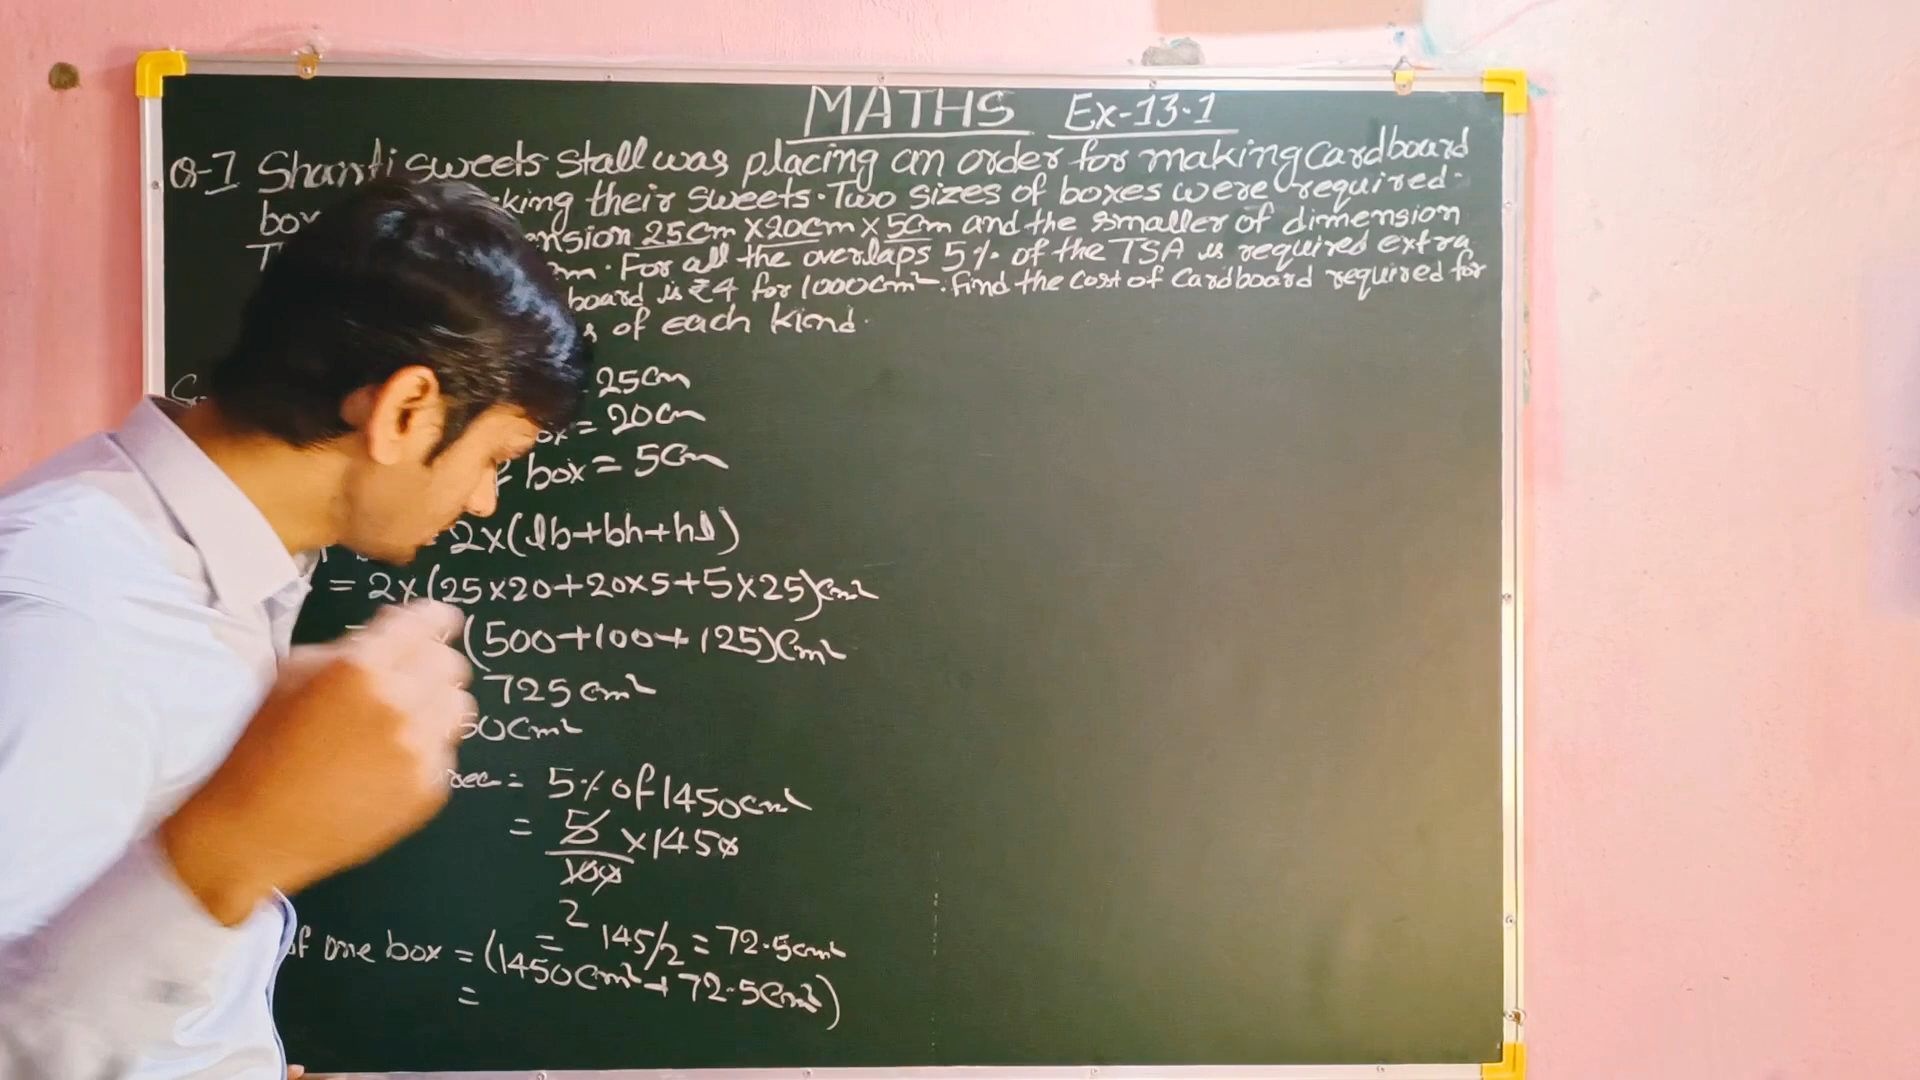 MATHS Ex-13.1
Q-7 Shanti sweets stall was placing an order for making Cardboard
king their sweets. Two sizes of boxes were required.
ension 25cm x 20cm x 5cm and the smaller of dimension
m. For all the overlaps 5% of the TSA is required extra
board is ₹4 for 1000cm². Find the cost of Cardboard required for
of each kind.
25cm
= 20cm
box = 5cm
2x(lb+bh+hl)
= 2x(25x20+20x5+5x25)cm²
(500+100+125)cm²
725cm²
50cm²
= 5% of 1450cm²
= 5/100 x 1450
2
= 145/2 = 72.5cm²
of one box = (1450cm² + 72.5cm²)
=